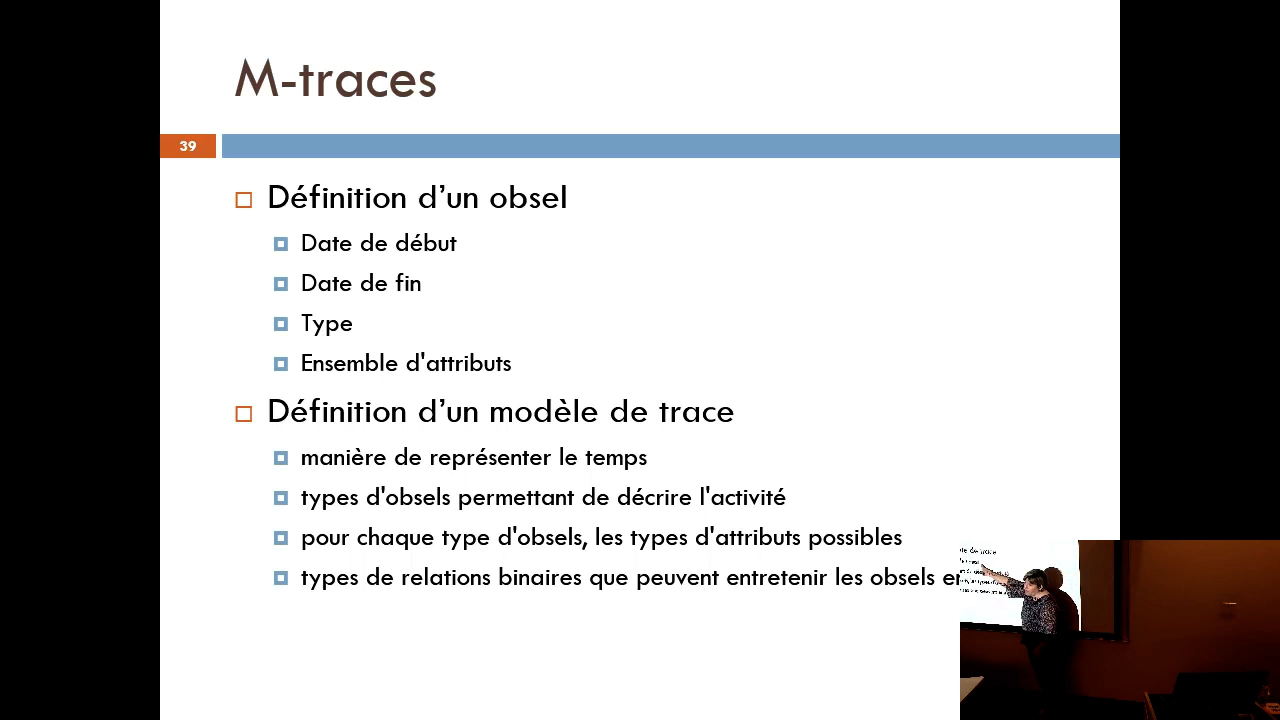 M-traces
39
Définition d’un obsel
Date de début
Date de fin
Type
Ensemble d'attributs
Définition d’un modèle de trace
manière de représenter le temps
types d'obsels permettant de décrire l'activité
pour chaque type d'obsels, les types d'attributs possibles
types de relations binaires que peuvent entretenir les obsels